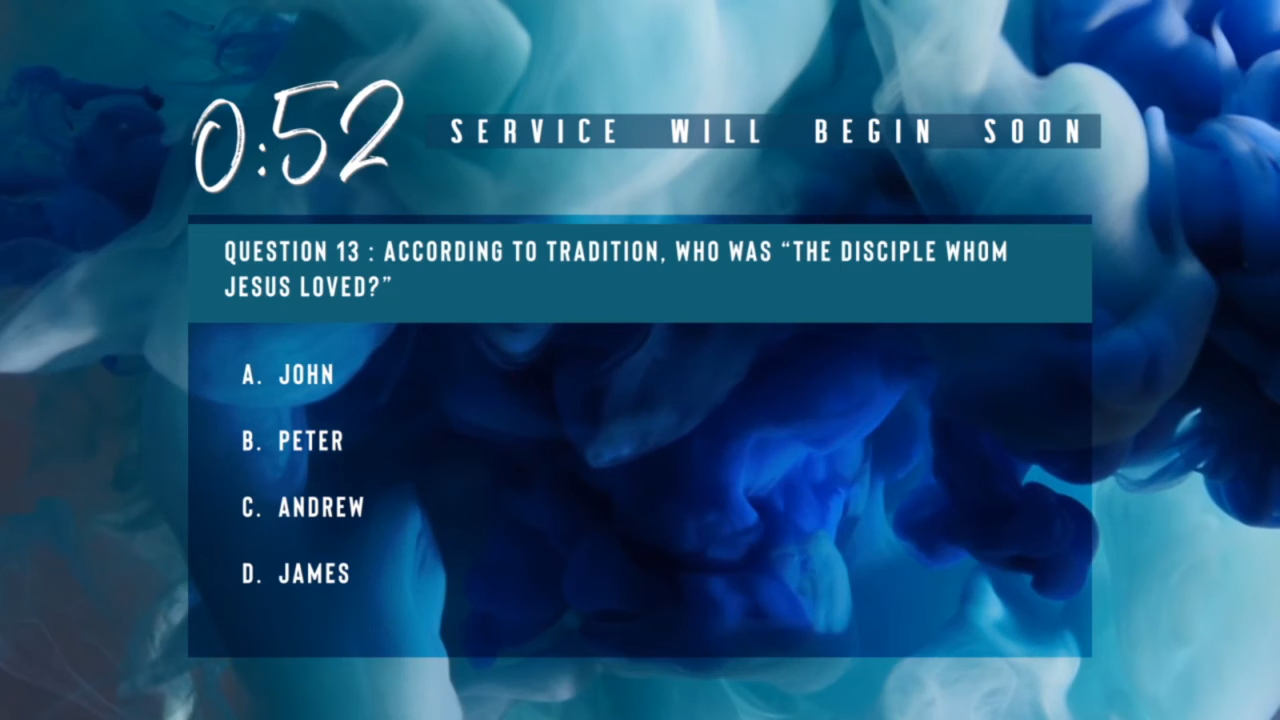 0:52 SERVICE WILL BEGIN SOON
QUESTION 13 : ACCORDING TO TRADITION, WHO WAS “THE DISCIPLE WHOM
JESUS LOVED?”
A. JOHN
B. PETER
C. ANDREW
D. JAMES